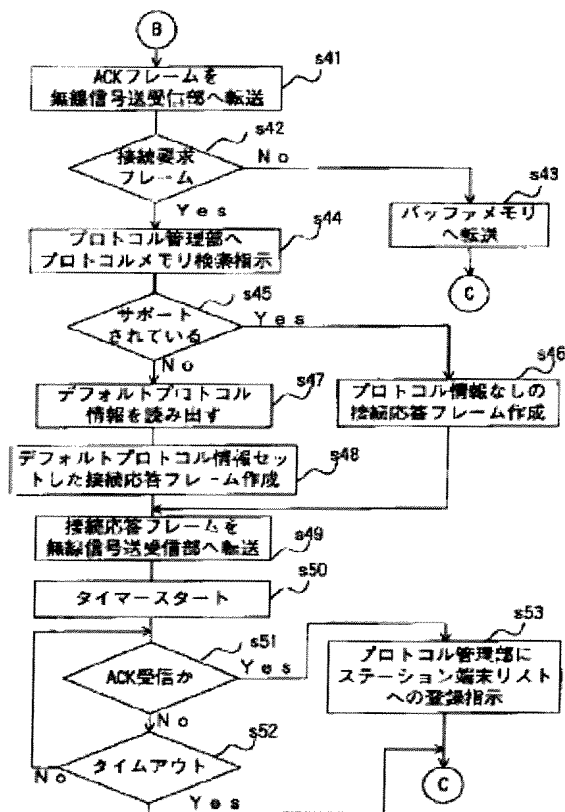 B
ACKフレームを
無線信号送受信部へ転送
s41
接続要求
フレーム
s42
No
Yes
バッファメモリ
へ転送
s43
C
プロトコル管理部へ
プロトコルメモリ検索指示
s44
サポート
されている
s45
Yes
No
プロトコル情報なしの
接続応答フレーム作成
s46
デフォルトプロトコル
情報を読み出す
s47
デフォルトプロトコル情報セッ
トした接続応答フレーム作成
s48
接続応答フレームを
無線信号送受信部へ転送
s49
タイマースタート
s50
ACK受信か
s51
Yes
No
プロトコル管理部に
ステーション端末リスト
への登録指示
s53
タイムアウト
s52
No
Yes
C